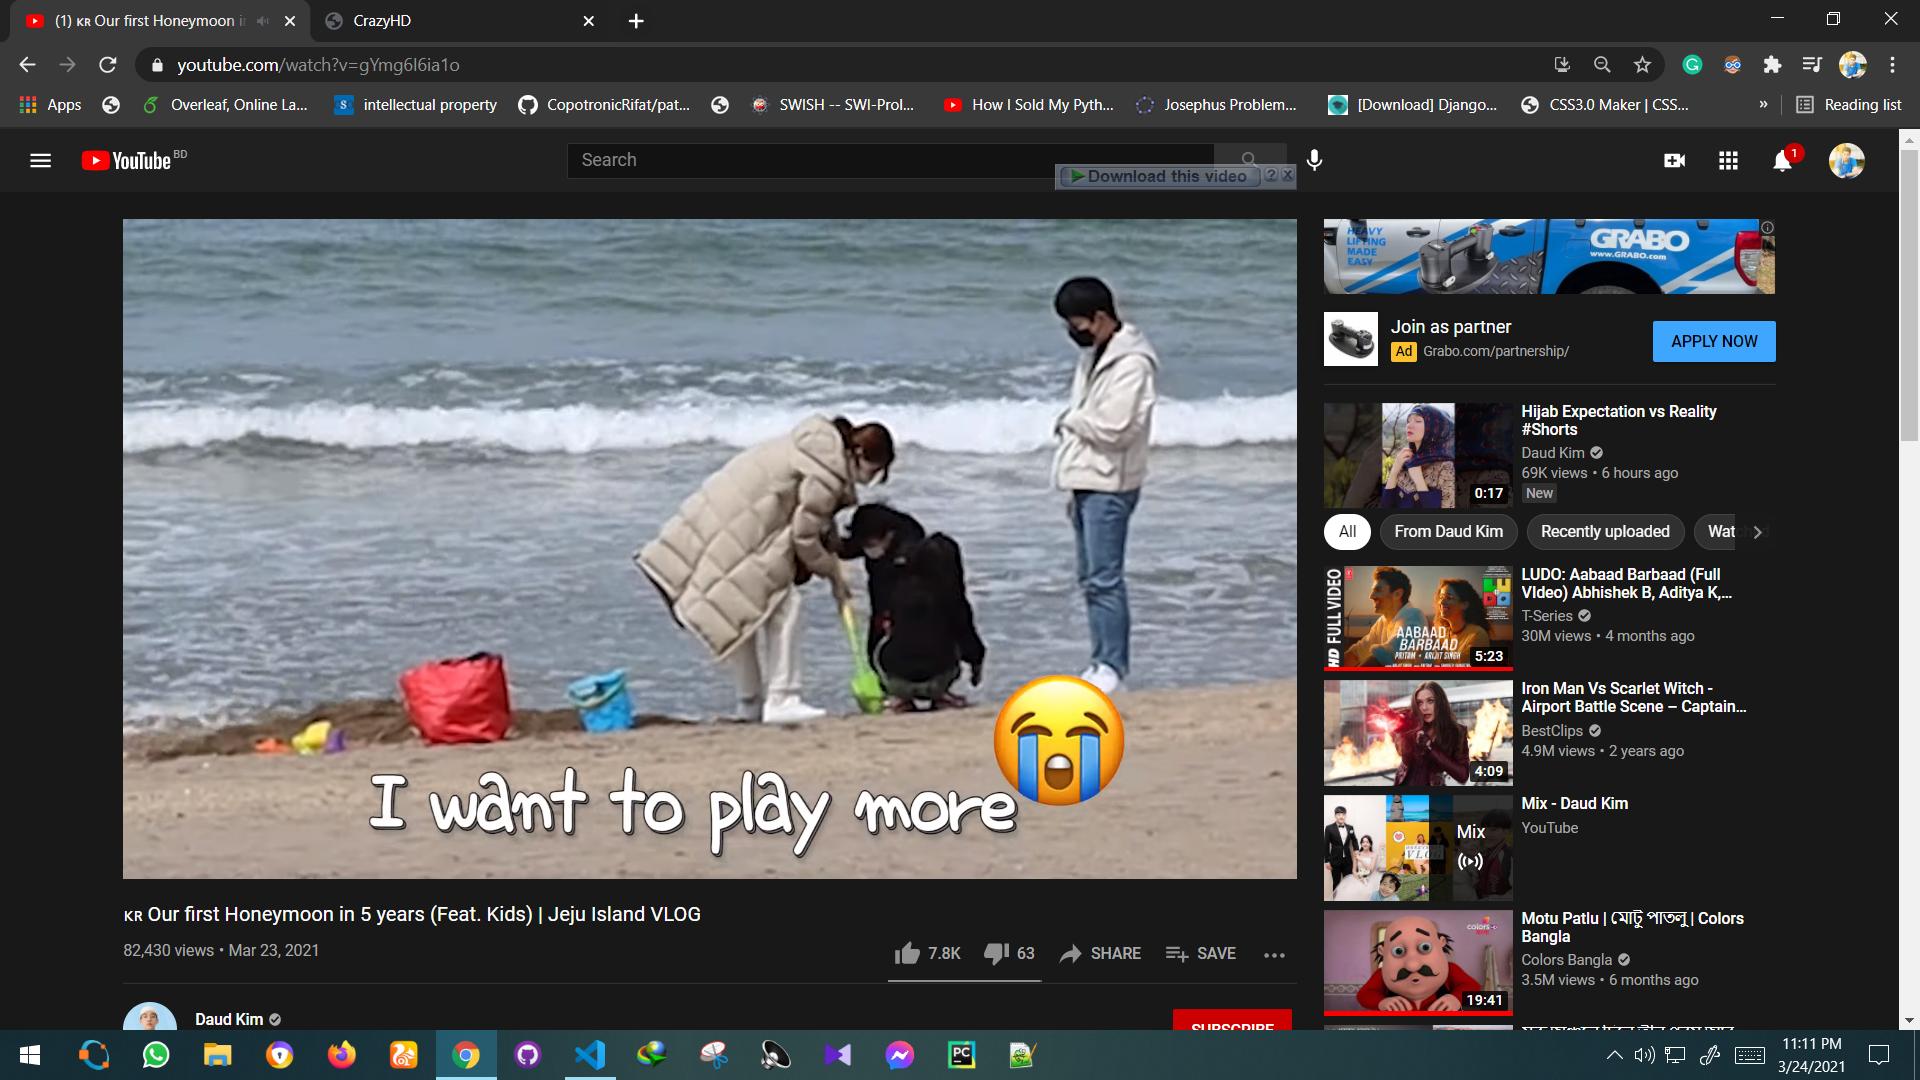 (1) ĸʀ Our first Honeymoon i
CrazyHD
youtube.com/watch?v=gYmg6I6ia1o
Apps
Overleaf, Online La...
intellectual property
CopotronicRifat/pat...
SWISH -- SWI-Prol...
How I Sold My Pyth...
Josephus Problem...
[Download] Django...
CSS3.0 Maker | CSS...
»
Reading list
YouTube BD
Search
Download this video
1
HEAVY LIFTING MADE EASY
GRABO
www.GRABO.com
Join as partner
Ad Grabo.com/partnership/
APPLY NOW
Hijab Expectation vs Reality
#Shorts
Daud Kim
69K views • 6 hours ago
New
0:17
All
From Daud Kim
Recently uploaded
HD FULL VIDEO
AABAAD
BARBAAD
PRITAM • ARIJIT SINGH
5:23
LUDO: Aabaad Barbaad (Full
VIdeo) Abhishek B, Aditya K,...
T-Series
30M views • 4 months ago
Iron Man Vs Scarlet Witch -
Airport Battle Scene – Captain...
BestClips
4.9M views • 2 years ago
4:09
Mix - Daud Kim
YouTube
Mix
Motu Patlu | মোটু পাতলু | Colors
Bangla
Colors Bangla
3.5M views • 6 months ago
19:41
I want to play more
ĸʀ Our first Honeymoon in 5 years (Feat. Kids) | Jeju Island VLOG
82,430 views • Mar 23, 2021
7.8K
63
SHARE
SAVE
Daud Kim
SUBSCRIBE
PC
11:11 PM
3/24/2021